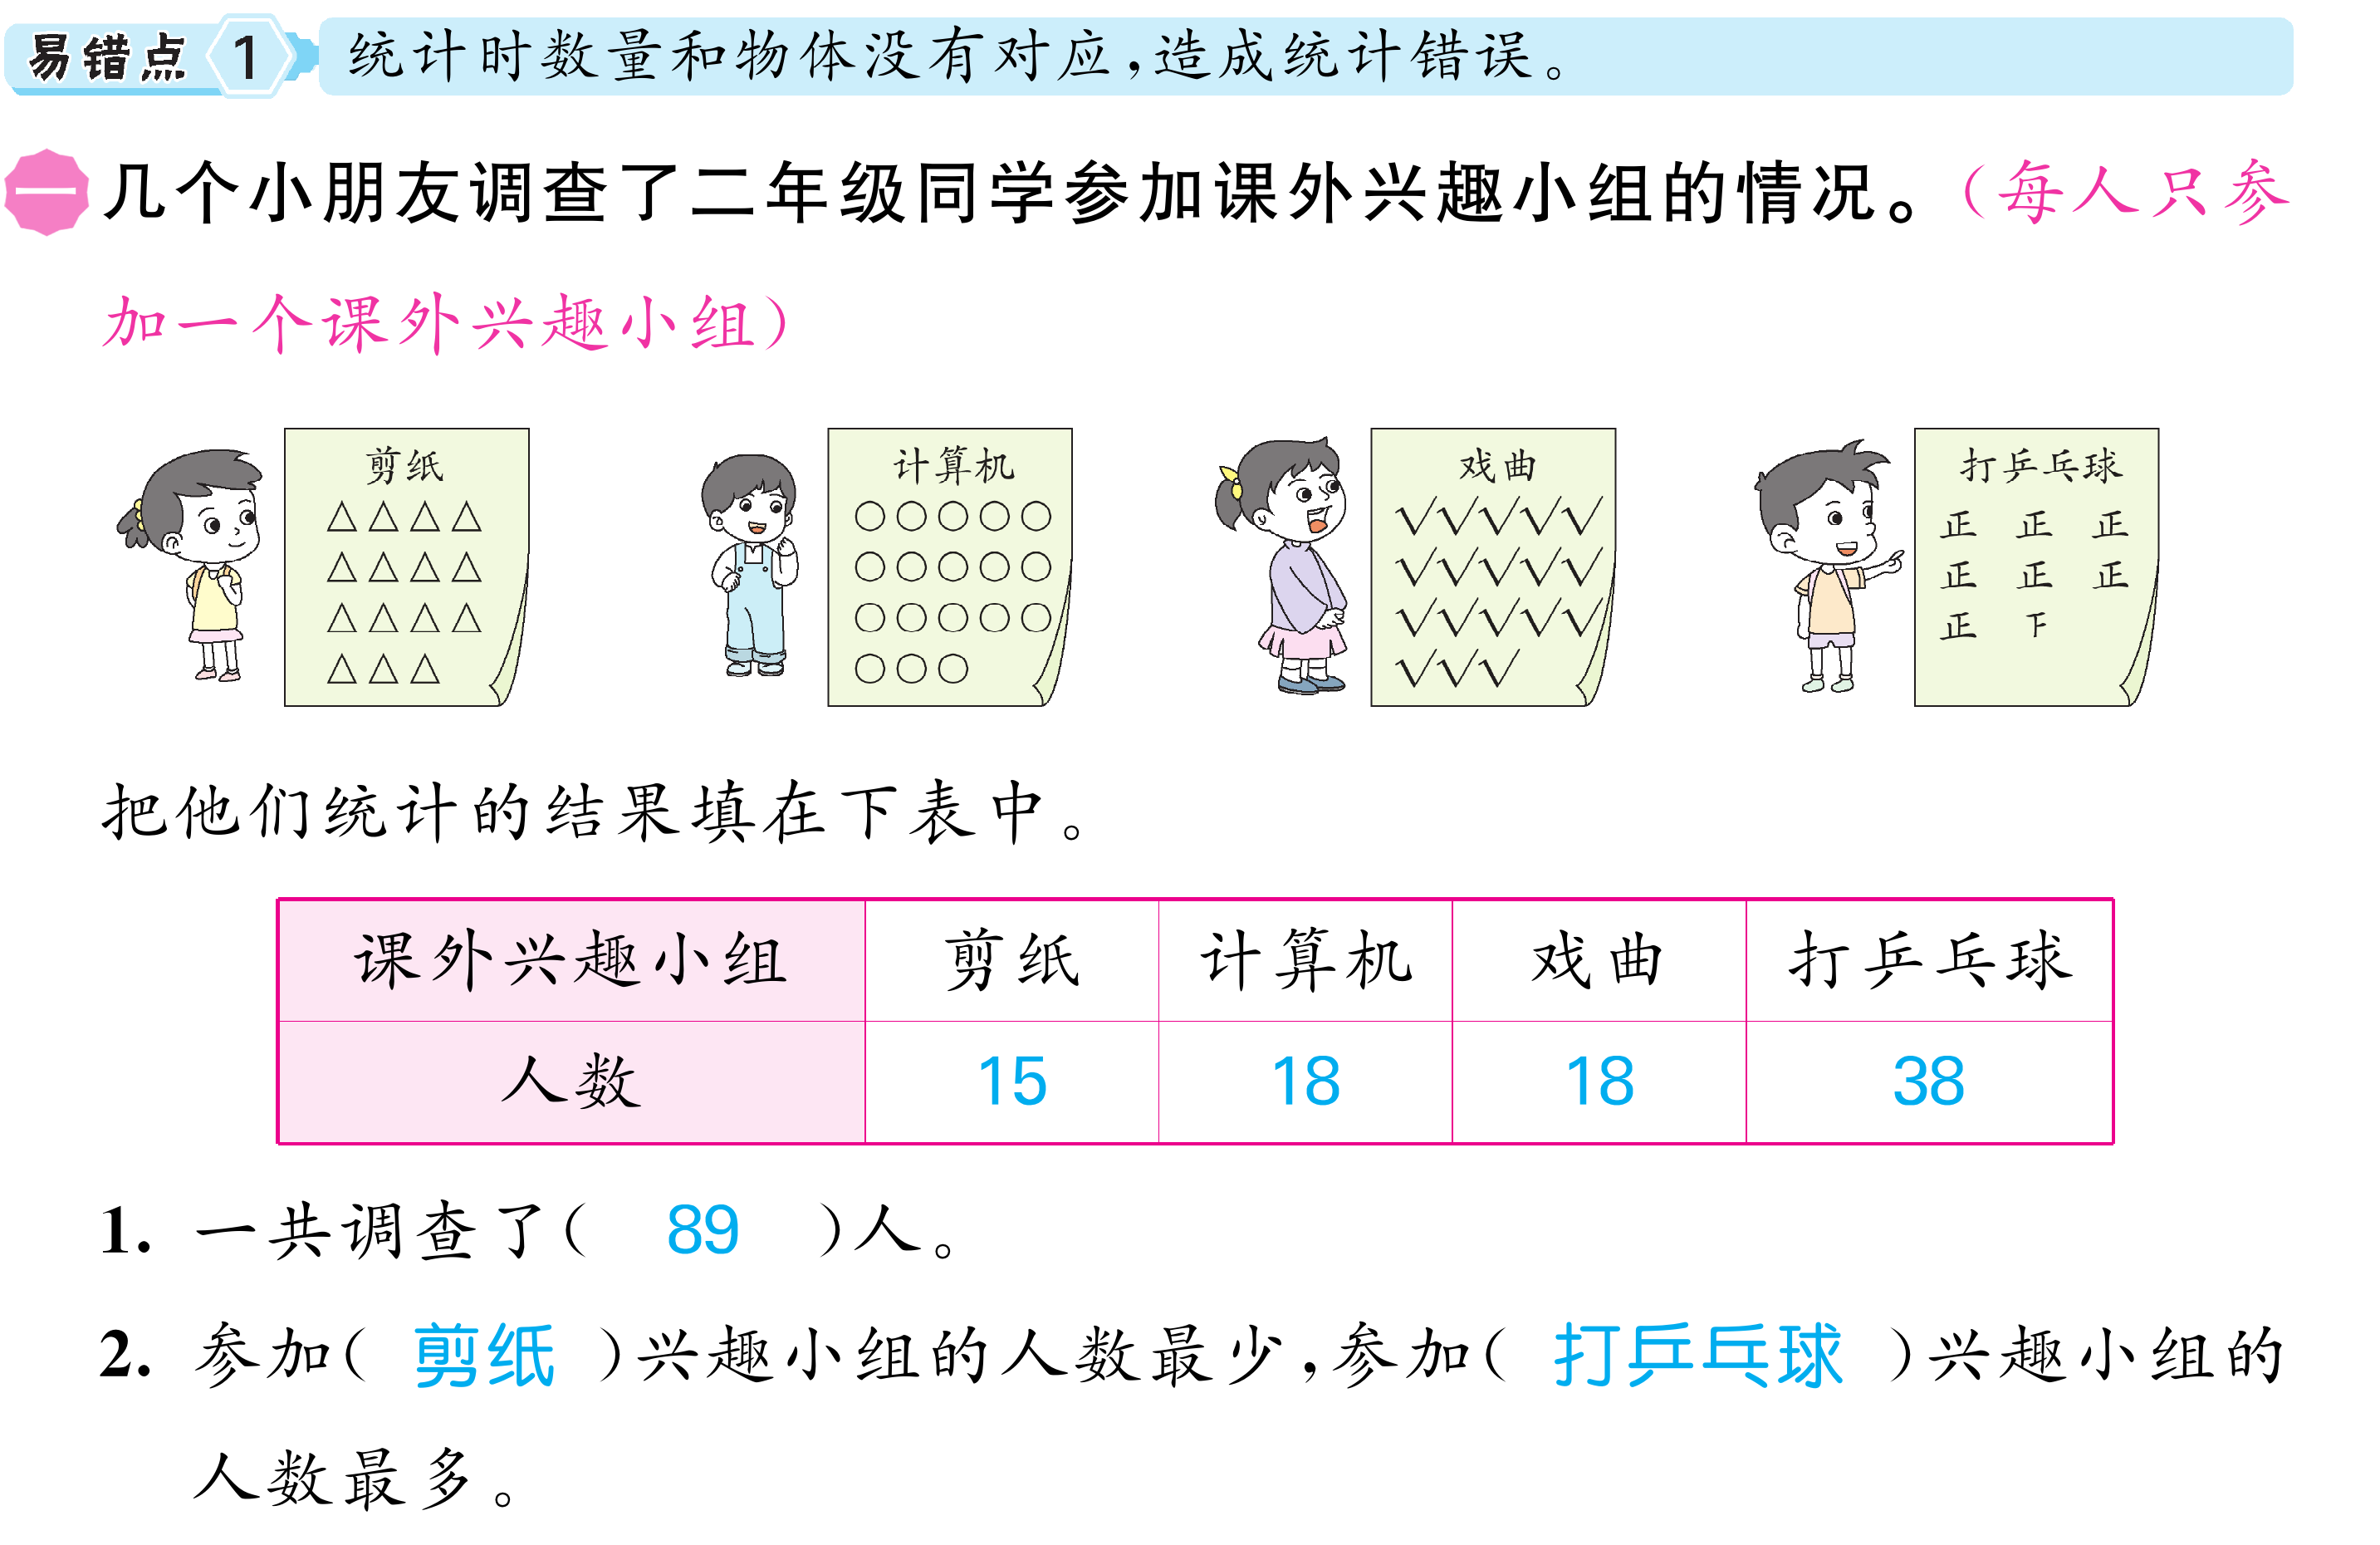 易错点 1 统计时数量和物体没有对应,造成统计错误。
一 几个小朋友调查了二年级同学参加课外兴趣小组的情况。(每人只参
加一个课外兴趣小组)
剪纸 计算机 戏曲 打乒乓球
△△△△ ○○○○○ √√√√√ 正 正 正
△△△△ ○○○○○ √√√√√ 正 正 正
△△△△ ○○○○○ √√√√√ 正 𠄟
△△△ ○○○ √√√
把他们统计的结果填在下表中。
课外兴趣小组 剪纸 计算机 戏曲 打乒乓球
人数 15 18 18 38
1. 一共调查了( 89 )人。
2. 参加( 剪纸 )兴趣小组的人数最少,参加( 打乒乓球 )兴趣小组的
人数最多。